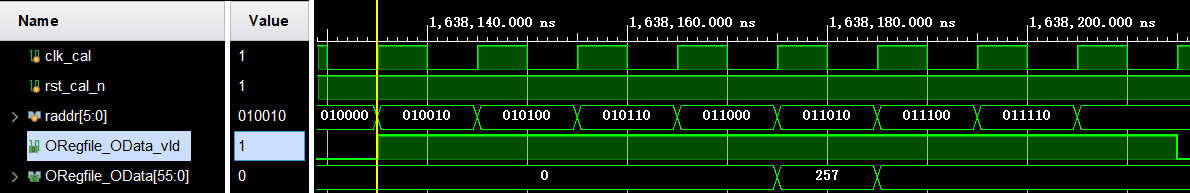 Name Value 1,638,140.000 ns 1,638,160.000 ns 1,638,180.000 ns 1,638,200.000 ns
clk_cal 1
rst_cal_n 1
raddr[5:0] 010010 010000 010010 010100 010110 011000 011010 011100 011110
ORegfile_OData_vld 1
ORegfile_OData[55:0] 0 0 257 0